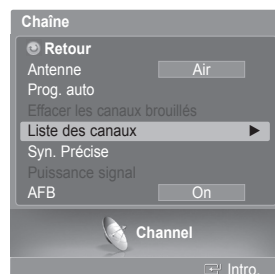 Chaîne
Retour
Antenne Air
Prog. auto
Effacer les canaux brouillés
Liste des canaux
Syn. Précise
Puissance signal
AFB On
Channel
Intro.